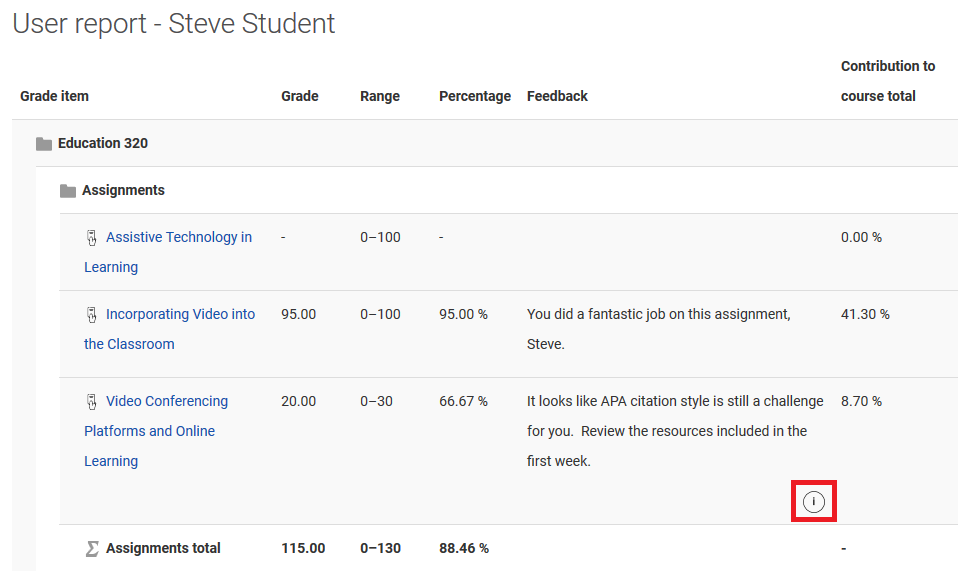 User report - Steve Student
Grade item Grade Range Percentage Feedback Contribution to course total
Education 320
Assignments
Assistive Technology in - 0–100 - 0.00 %
Learning
Incorporating Video into 95.00 0–100 95.00 % You did a fantastic job on this assignment, 41.30 %
the Classroom Steve.
Video Conferencing 20.00 0–30 66.67 % It looks like APA citation style is still a challenge 8.70 %
Platforms and Online for you.  Review the resources included in the
Learning first week.
i
Σ Assignments total 115.00 0–130 88.46 % -